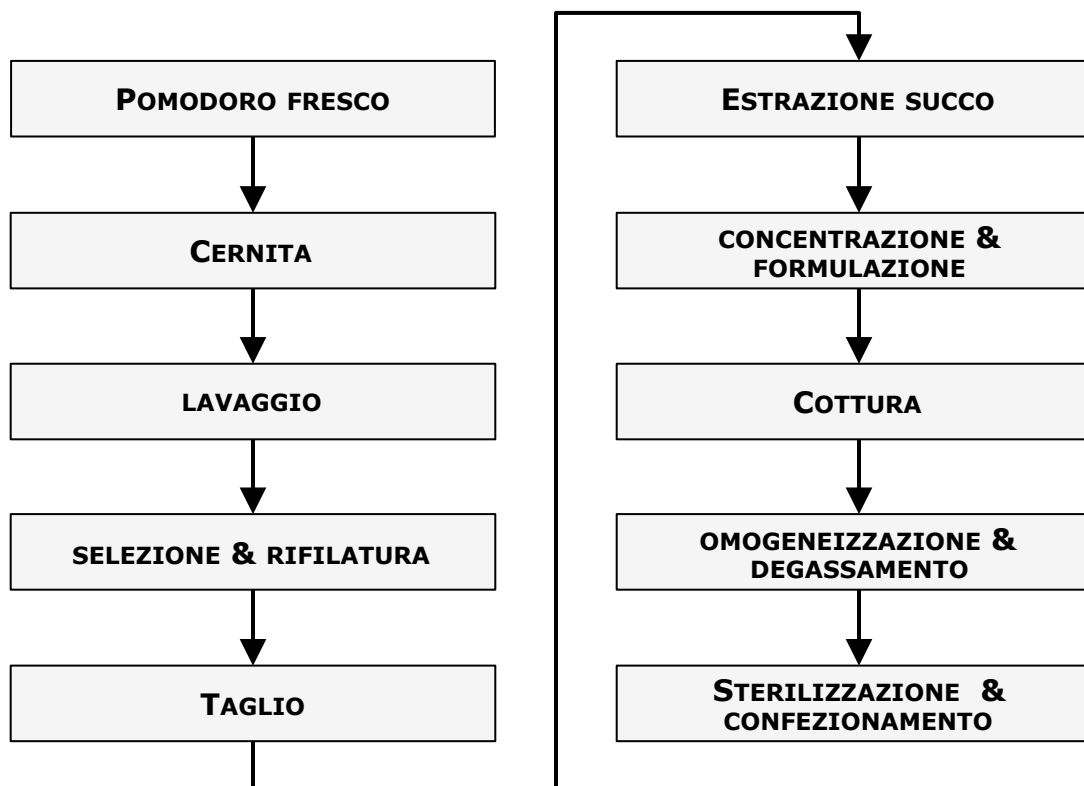 POMODORO FRESCO
CERNITA
LAVAGGIO
SELEZIONE & RIFILATURA
TAGLIO
ESTRAZIONE SUCCO
CONCENTRAZIONE &
FORMULAZIONE
COTTURA
OMOGENEIZZAZIONE &
DEGASSAMENTO
STERILIZZAZIONE &
CONFEZIONAMENTO